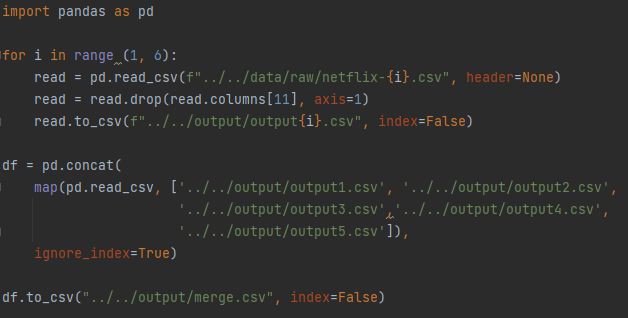 import pandas as pd
for i in range (1, 6):
    read = pd.read_csv(f"../../data/raw/netflix-{i}.csv", header=None)
    read = read.drop(read.columns[11], axis=1)
    read.to_csv(f"../../output/output{i}.csv", index=False)
df = pd.concat(
    map(pd.read_csv, ['../../output/output1.csv', '../../output/output2.csv',
                      '../../output/output3.csv','../../output/output4.csv',
                      '../../output/output5.csv']),
    ignore_index=True)
df.to_csv("../../output/merge.csv", index=False)